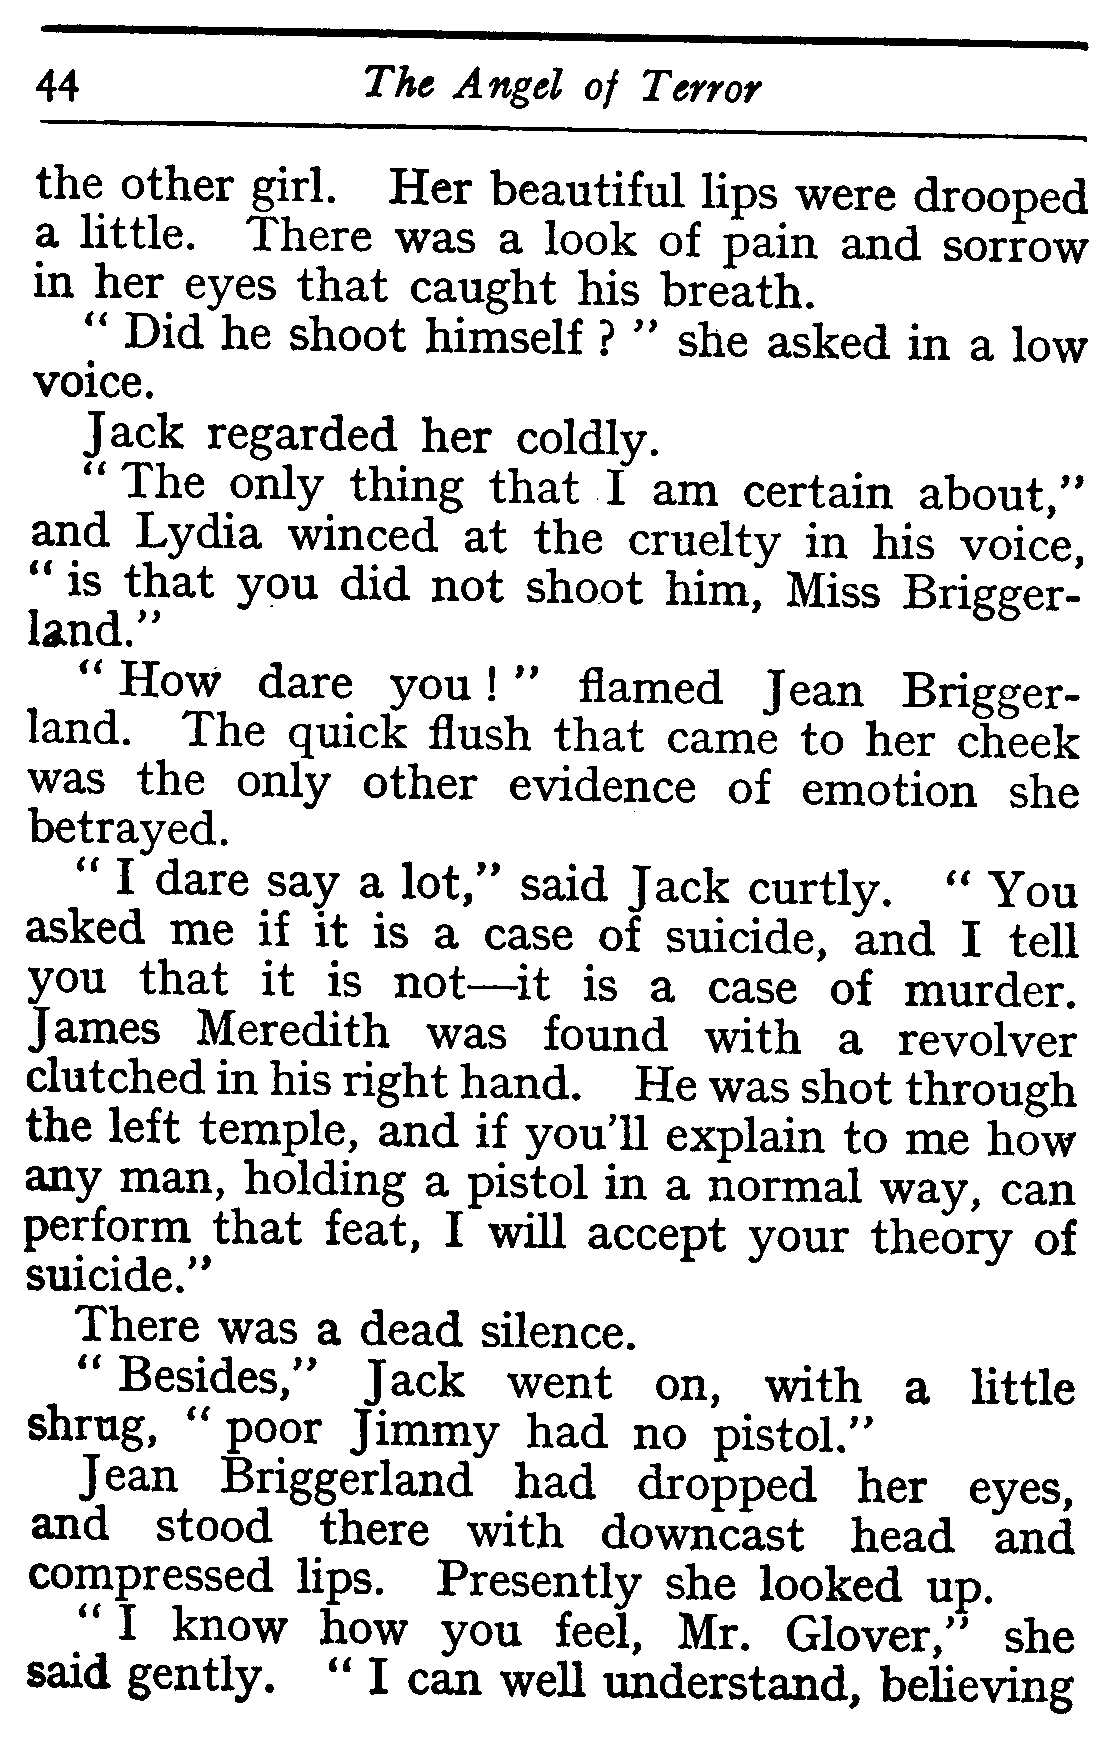 44 The Angel of Terror
the other girl. Her beautiful lips were drooped
a little. There was a look of pain and sorrow
in her eyes that caught his breath.
“ Did he shoot himself ? ” she asked in a low
voice.
Jack regarded her coldly.
“ The only thing that I am certain about,”
and Lydia winced at the cruelty in his voice,
“ is that you did not shoot him, Miss Brigger-
land.”
“ How dare you ! ” flamed Jean Brigger-
land. The quick flush that came to her cheek
was the only other evidence of emotion she
betrayed.
“ I dare say a lot,” said Jack curtly. “ You
asked me if it is a case of suicide, and I tell
you that it is not—it is a case of murder.
James Meredith was found with a revolver
clutched in his right hand. He was shot through
the left temple, and if you'll explain to me how
any man, holding a pistol in a normal way, can
perform that feat, I will accept your theory of
suicide.”
There was a dead silence.
“ Besides,” Jack went on, with a little
shrug, “ poor Jimmy had no pistol.”
Jean Briggerland had dropped her eyes,
and stood there with downcast head and
compressed lips. Presently she looked up.
“ I know how you feel, Mr. Glover,” she
said gently. “ I can well understand, believing